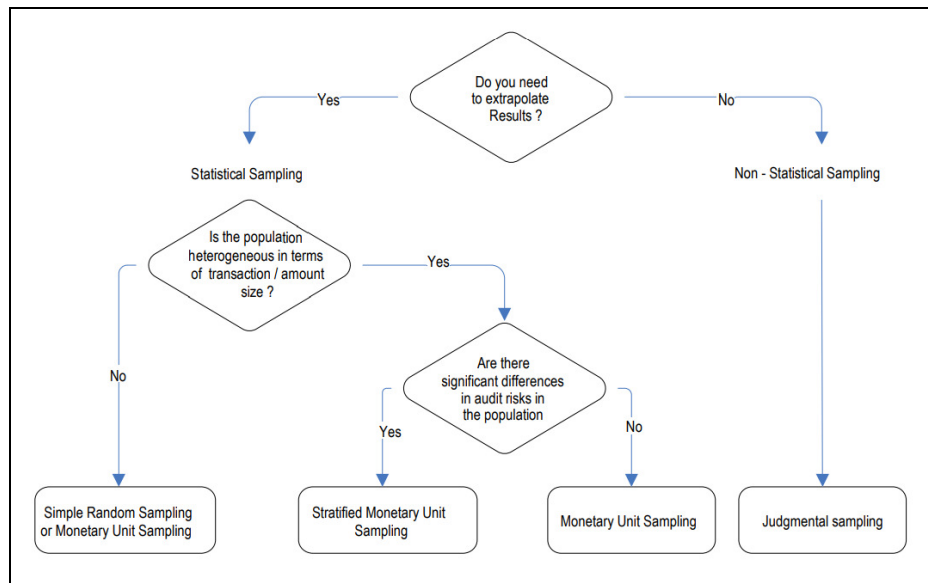 Do you need
to extrapolate
Results ?
Yes
No
Statistical Sampling
Non - Statistical Sampling
Is the population
heterogeneous in terms
of transaction / amount
size ?
Yes
No
Are there
significant differences
in audit risks in
the population
Yes
No
Simple Random Sampling
or Monetary Unit Sampling
Stratified Monetary Unit
Sampling
Monetary Unit Sampling
Judgmental sampling